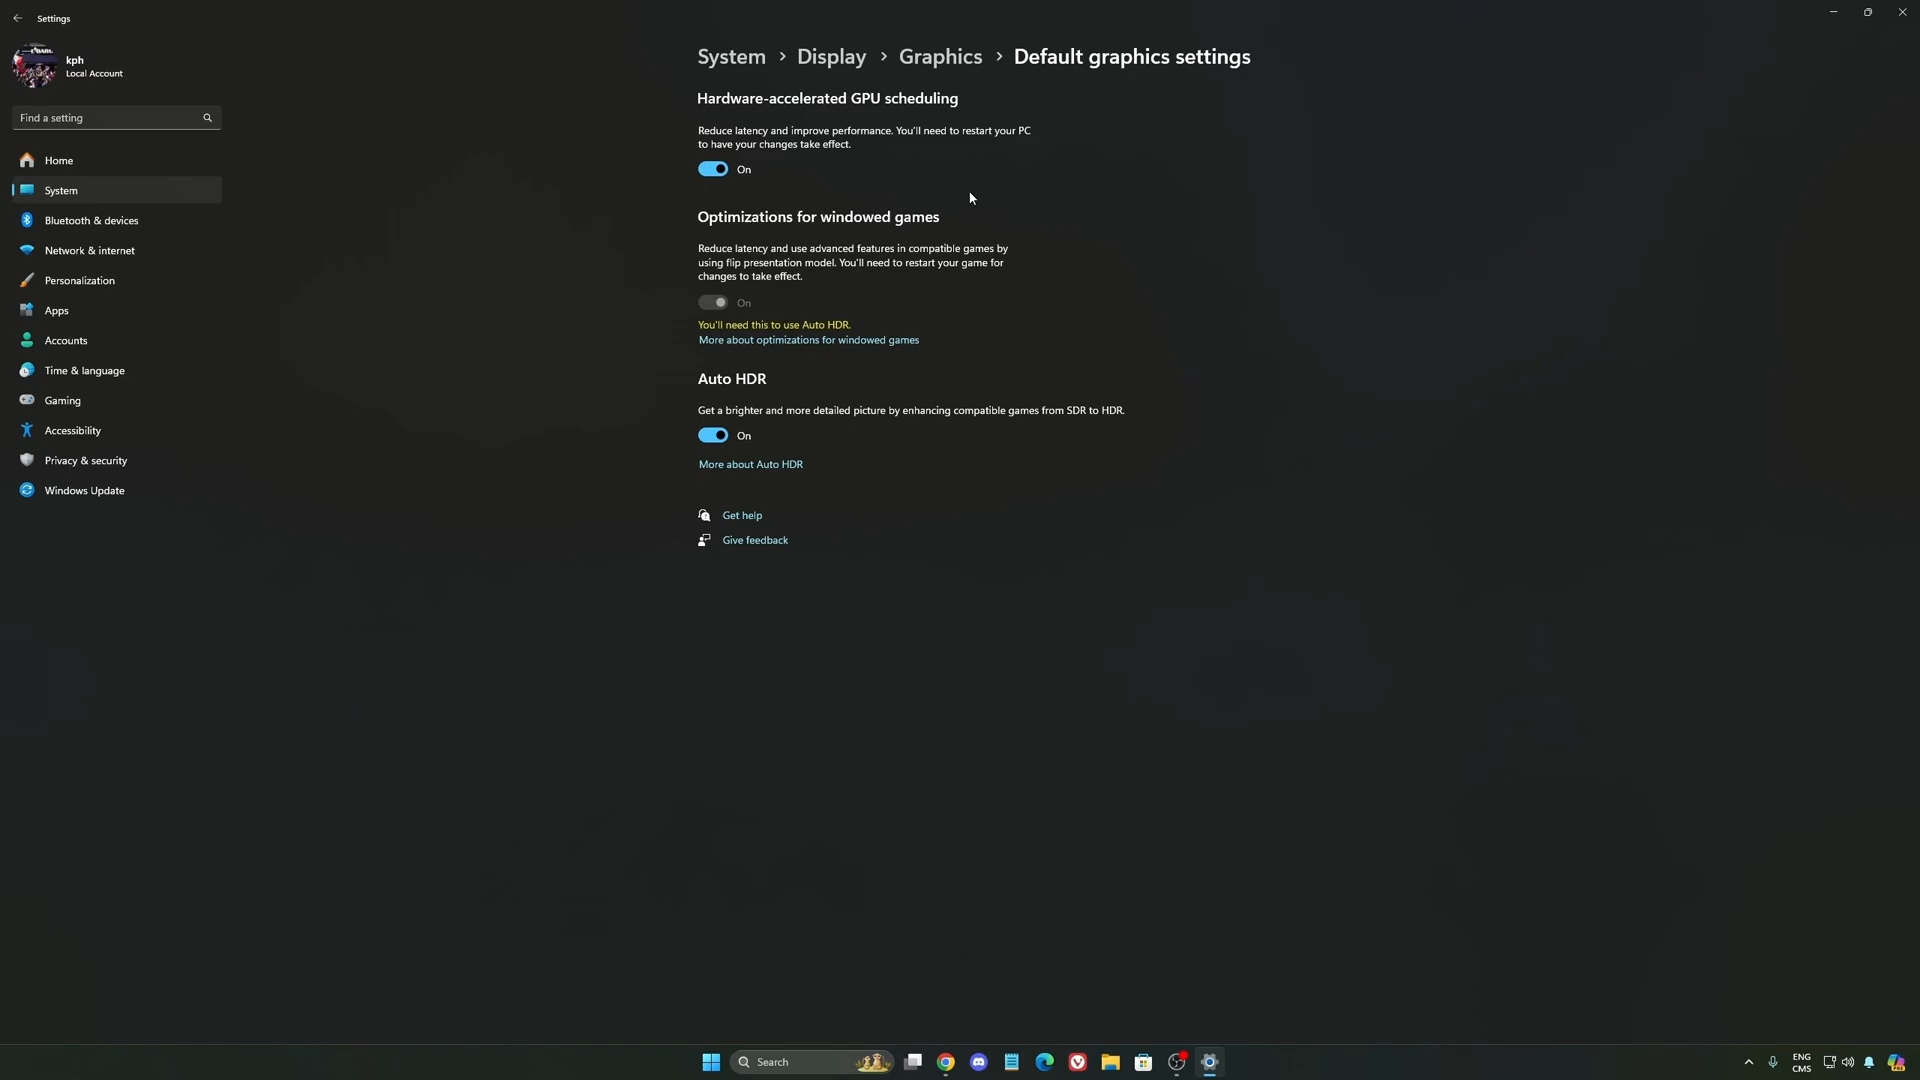 Settings
kph
Local Account
Find a setting
Home
System
Bluetooth & devices
Network & internet
Personalization
Apps
Accounts
Time & language
Gaming
Accessibility
Privacy & security
Windows Update
System > Display > Graphics > Default graphics settings
Hardware-accelerated GPU scheduling
Reduce latency and improve performance. You'll need to restart your PC
to have your changes take effect.
On
Optimizations for windowed games
Reduce latency and use advanced features in compatible games by
using flip presentation model. You'll need to restart your game for
changes to take effect.
On
You'll need this to use Auto HDR.
More about optimizations for windowed games
Auto HDR
Get a brighter and more detailed picture by enhancing compatible games from SDR to HDR.
On
More about Auto HDR
Get help
Give feedback
Search
ENG
CMS